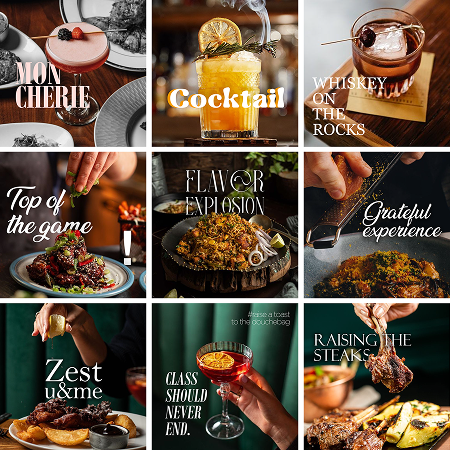 MON
CHERIE
Cocktail
WHISKEY
ON
THE
ROCKS
Top of
the game
!
FLAVOR
EXPLOSION
Grateful
experience
Zest
u&me
#raise a toast
to the douchebag
CLASS
SHOULD
NEVER
END.
RAISING THE
STEAKS